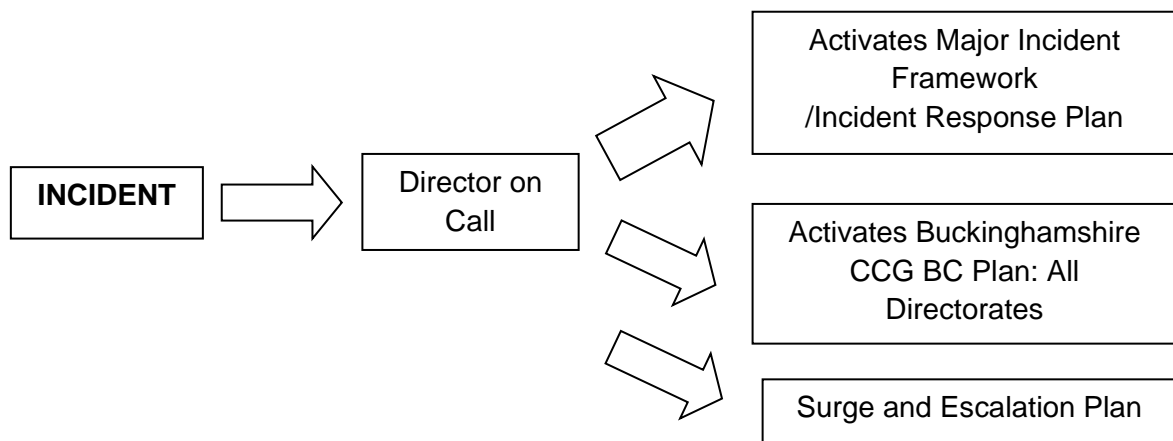 INCIDENT
Director on
Call
Activates Major Incident
Framework
/Incident Response Plan
Activates Buckinghamshire
CCG BC Plan: All
Directorates
Surge and Escalation Plan